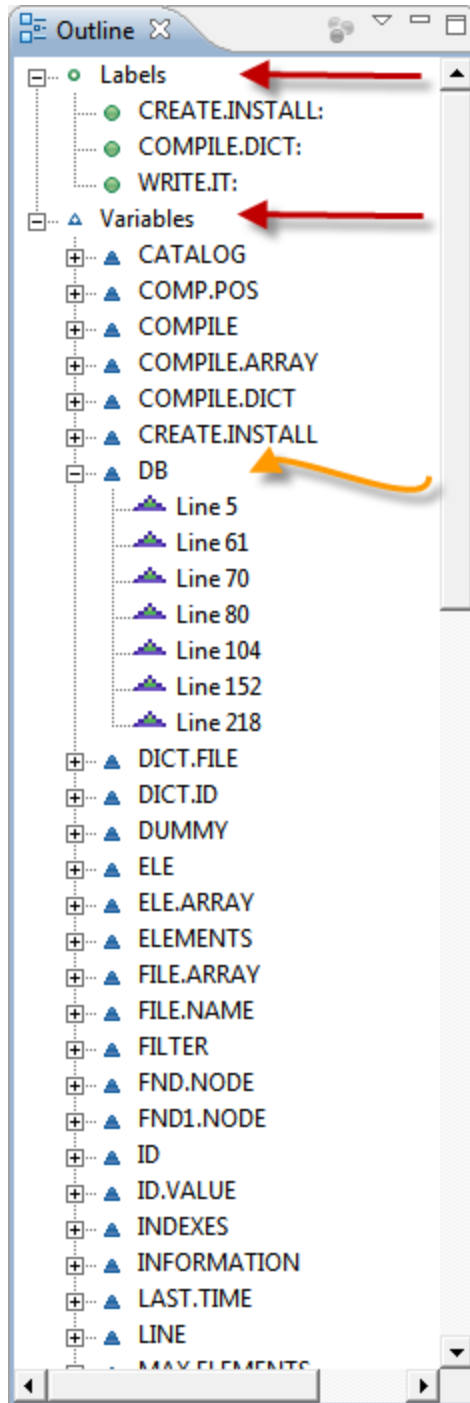 Outline
Labels
CREATE.INSTALL:
COMPILE.DICT:
WRITE.IT:
Variables
CATALOG
COMP.POS
COMPILE
COMPILE.ARRAY
COMPILE.DICT
CREATE.INSTALL
DB
Line 5
Line 61
Line 70
Line 80
Line 104
Line 152
Line 218
DICT.FILE
DICT.ID
DUMMY
ELE
ELE.ARRAY
ELEMENTS
FILE.ARRAY
FILE.NAME
FILTER
FND.NODE
FND1.NODE
ID
ID.VALUE
INDEXES
INFORMATION
LAST.TIME
LINE
MAX.ELEMENTS